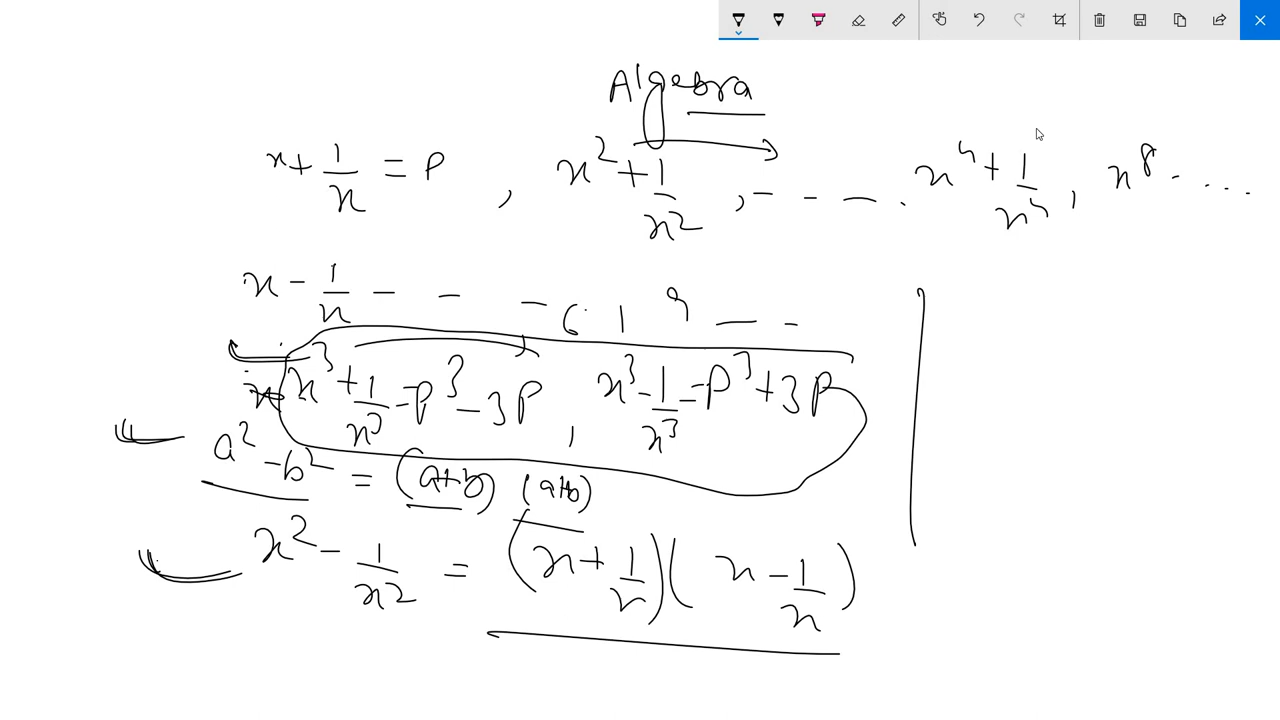 Algebra
x + 1/x = P , x² + 1/x² , - - - . x⁴ + 1/x⁴ , x⁸ - ...
x - 1/x - - -
x³ + 1/x³ = P³ - 3P , x³ - 1/x³ = P³ + 3P
a² - b² = (a+b) (a+b)
x² - 1/x² = (x + 1/x)(x - 1/x)